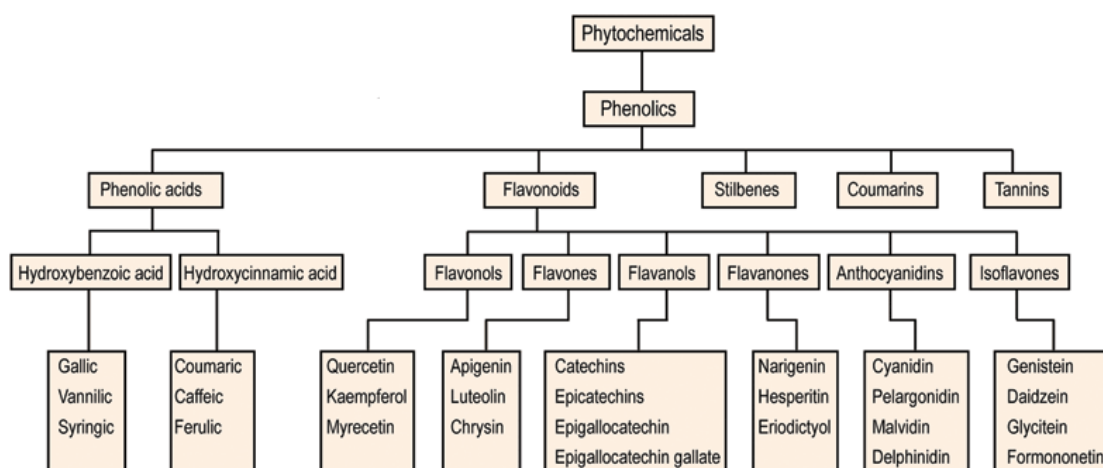 Phytochemicals
Phenolics
Phenolic acids
Flavonoids
Stilbenes
Coumarins
Tannins
Hydroxybenzoic acid
Hydroxycinnamic acid
Flavonols
Flavones
Flavanols
Flavanones
Anthocyanidins
Isoflavones
Gallic
Vannilic
Syringic
Coumaric
Caffeic
Ferulic
Quercetin
Kaempferol
Myrecetin
Apigenin
Luteolin
Chrysin
Catechins
Epicatechins
Epigallocatechin
Epigallocatechin gallate
Narigenin
Hesperitin
Eriodictyol
Cyanidin
Pelargonidin
Malvidin
Delphinidin
Genistein
Daidzein
Glycitein
Formononetin